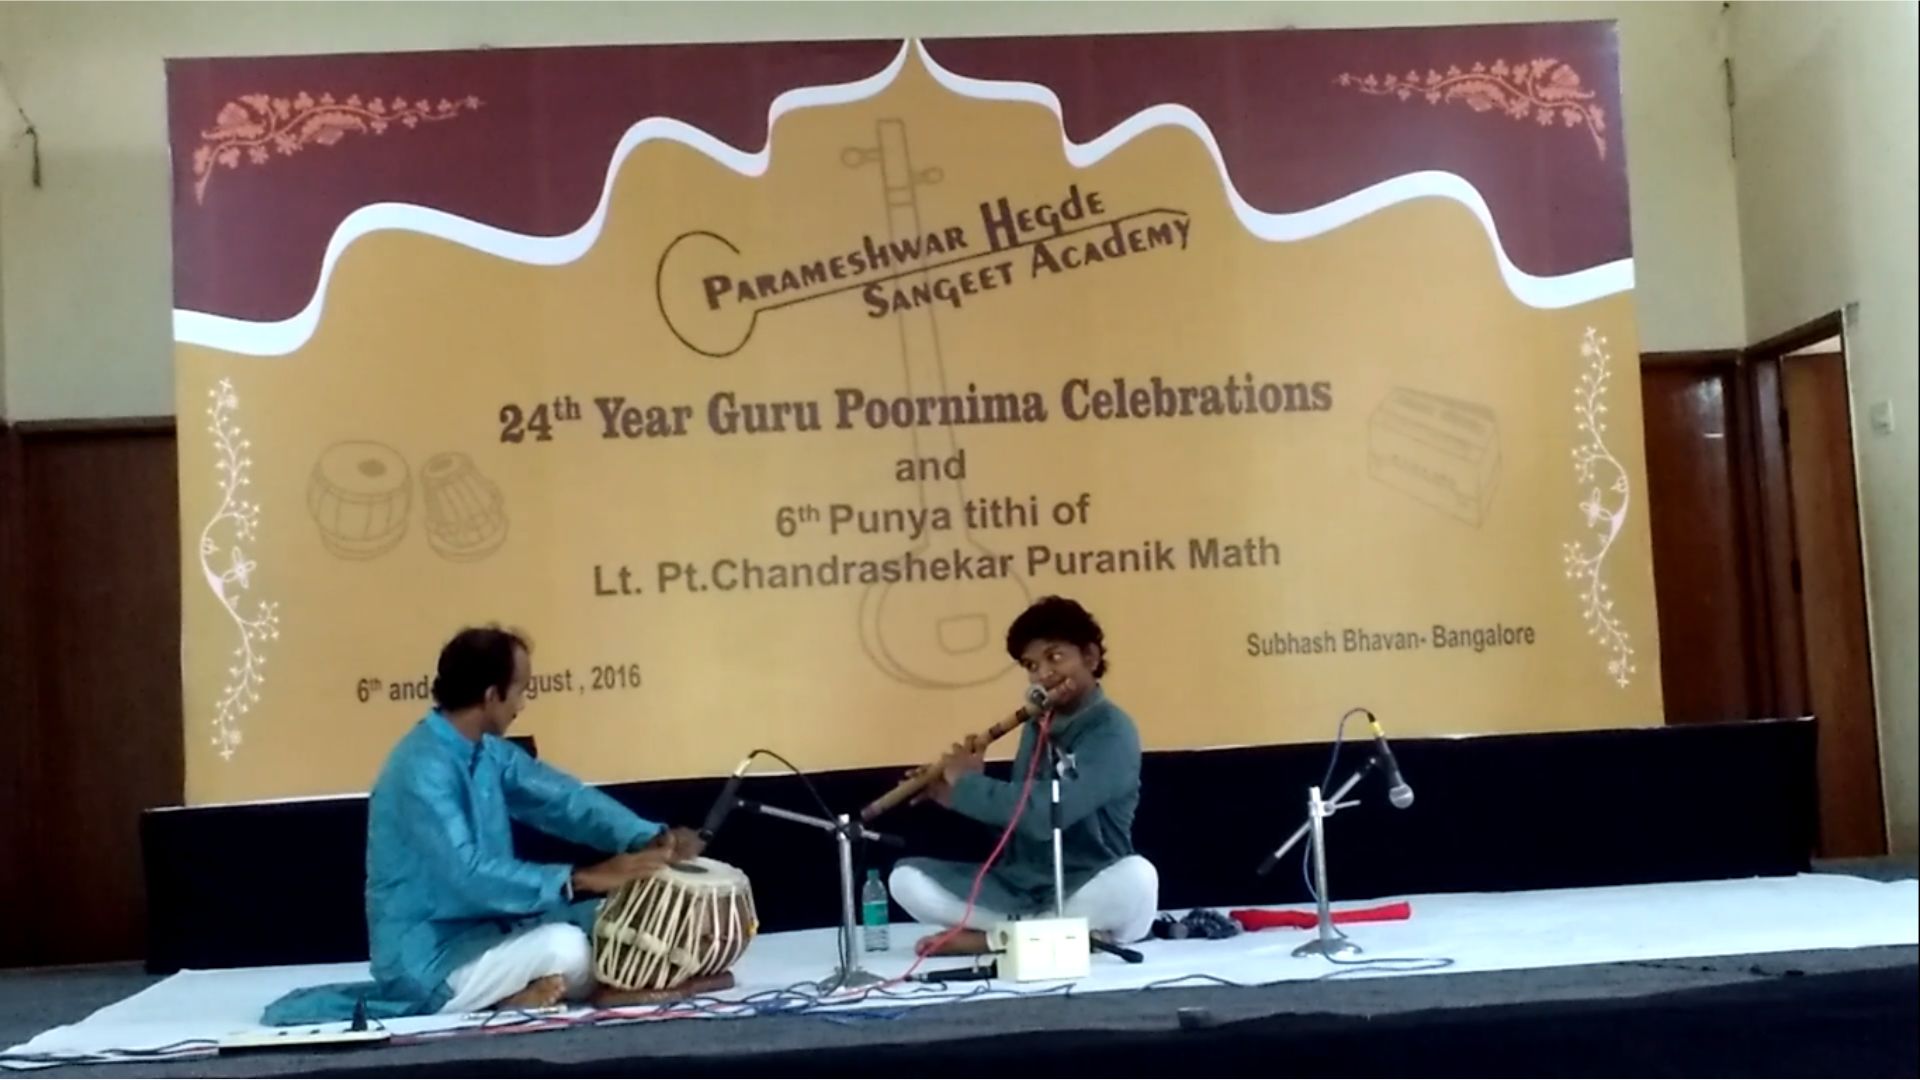 PARAMESHWAR HEGDE
SANGEET ACADEMY
24th Year Guru Poornima Celebrations
and
6th Punya tithi of
Lt. Pt.Chandrashekar Puranik Math
Subhash Bhavan- Bangalore
6th and gust , 2016